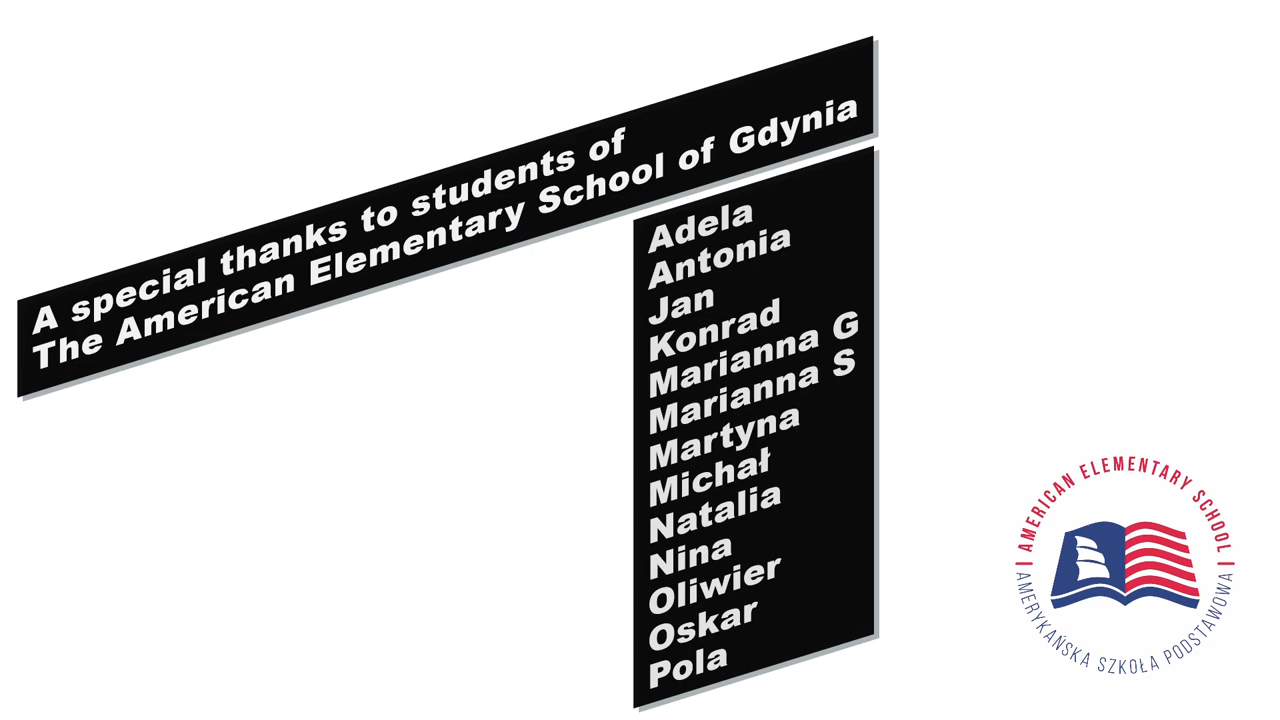 A special thanks to students of
The American Elementary School of Gdynia
Adela
Antonia
Jan
Konrad
Marianna G
Marianna S
Martyna
Michał
Natalia
Nina
Oliwier
Oskar
Pola
AMERICAN ELEMENTARY SCHOOL
AMERYKAŃSKA SZKOŁA PODSTAWOWA